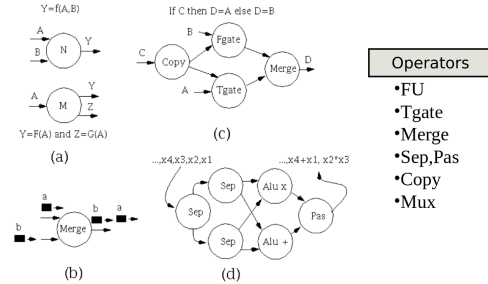 Y=f(A,B)
A
B
N
Y
A
M
Y
Z
Y=F(A) and Z=G(A)
(a)
If C then D=A else D=B
B
Fgate
C
Copy
Merge
D
A
Tgate
(c)
a
b
Merge
b
a
(b)
...,x4,x3,x2,x1
...,x4+x1, x2*x3
Sep
Sep
Alu x
Pas
Sep
Alu +
(d)
Operators
•FU
•Tgate
•Merge
•Sep,Pas
•Copy
•Mux